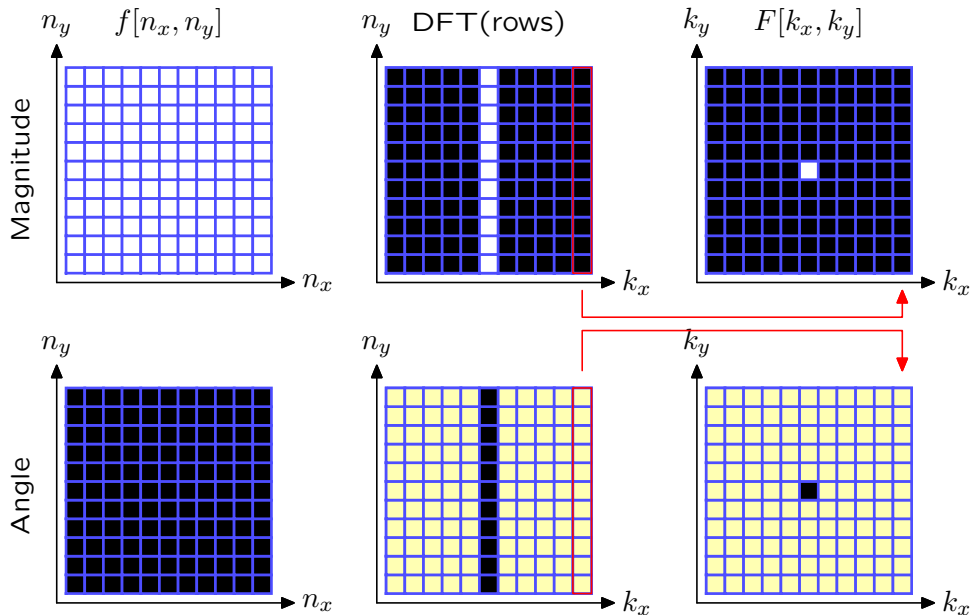 n_y f[n_x, n_y] n_y DFT(rows) k_y F[k_x, k_y]
Magnitude
n_x k_x k_x
n_y n_y k_y
Angle
n_x k_x k_x